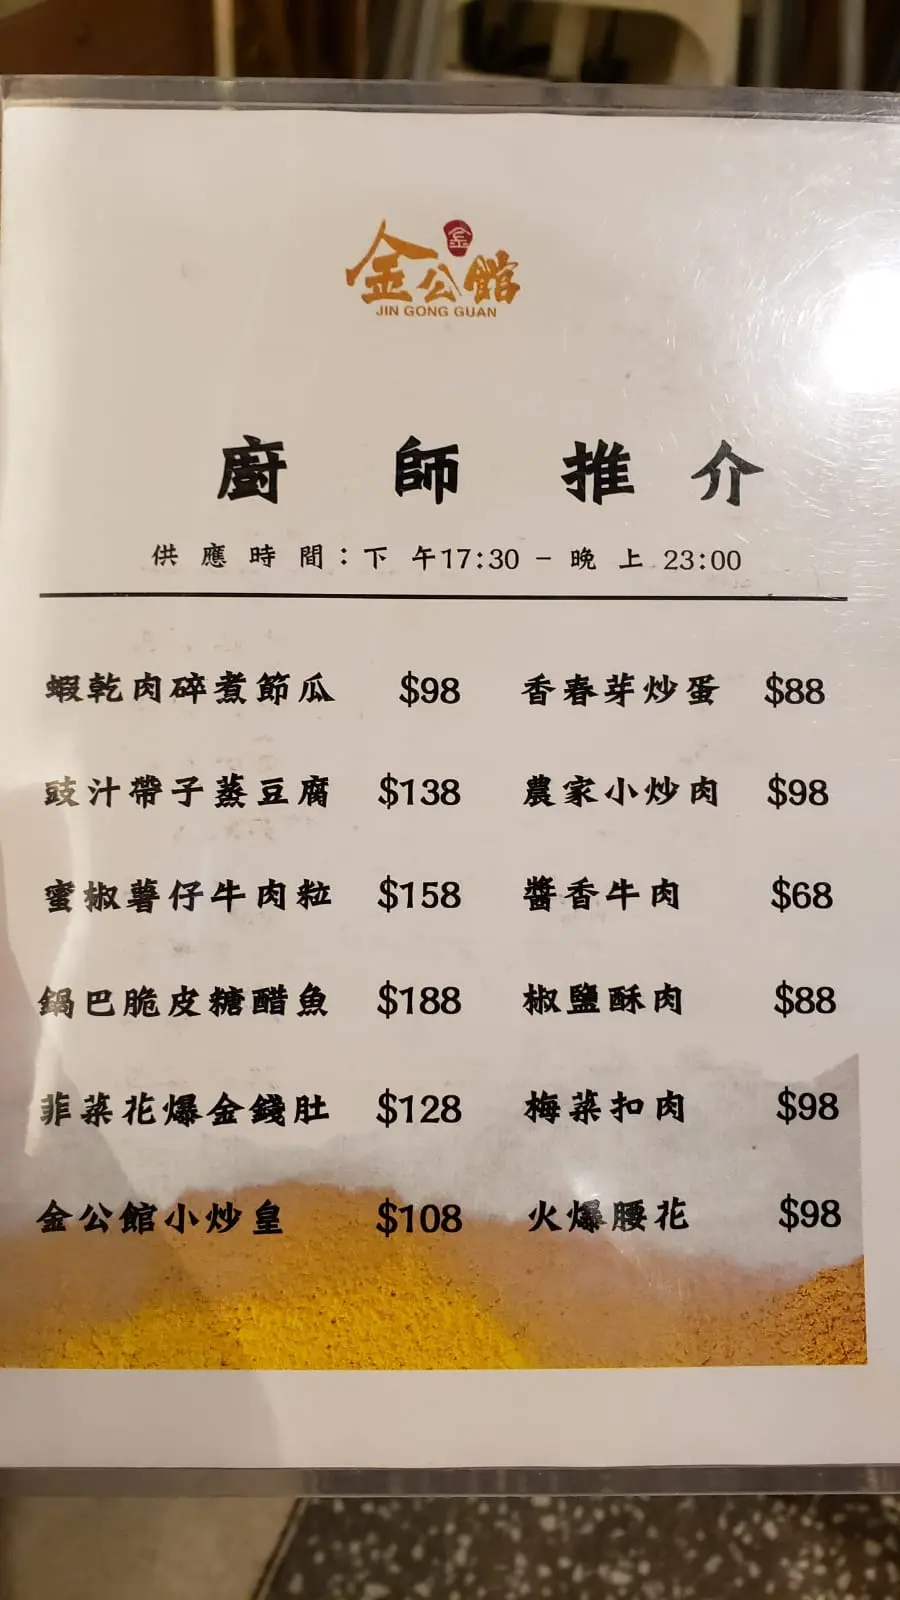 金公館
金
JIN GONG GUAN
廚師推介
供應時間：下午17:30 - 晚上 23:00
蝦乾肉碎煮節瓜 $98 香春芽炒蛋 $88
豉汁帶子蒸豆腐 $138 農家小炒肉 $98
蜜椒薯仔牛肉粒 $158 醬香牛肉 $68
鍋巴脆皮糖醋魚 $188 椒鹽酥肉 $88
韮菜花爆金錢肚 $128 梅菜扣肉 $98
金公館小炒皇 $108 火爆腰花 $98